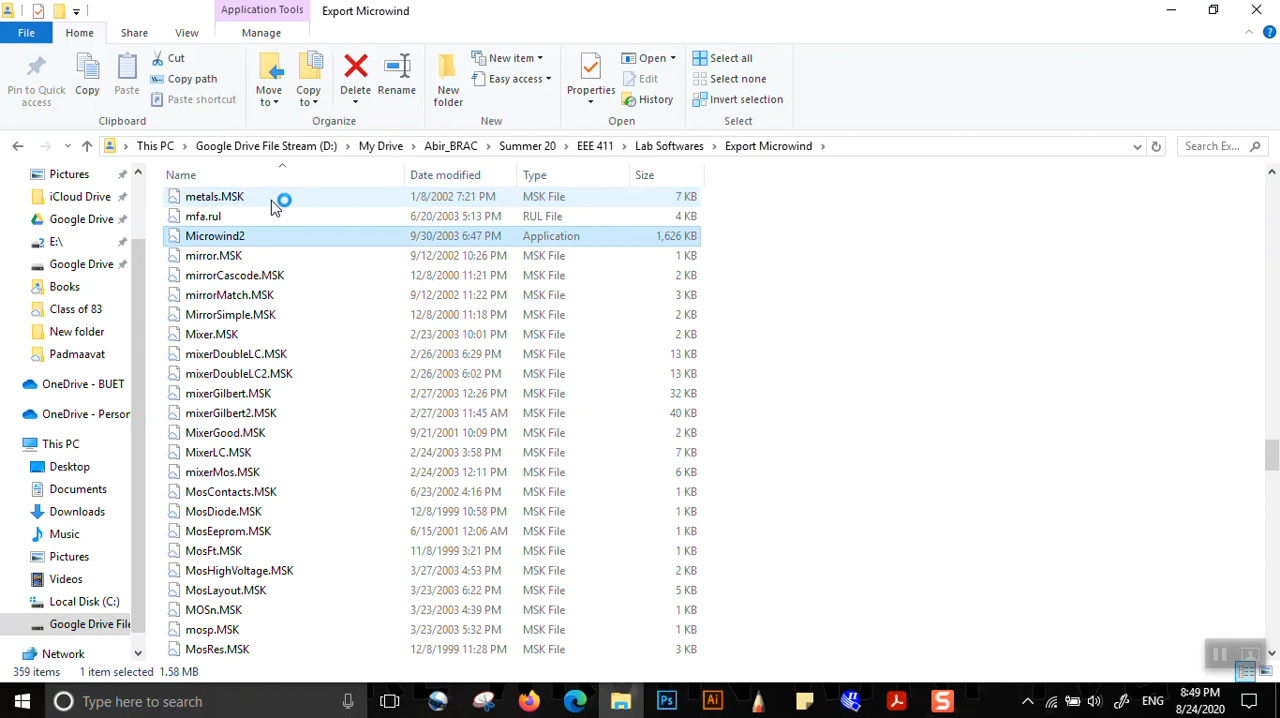 Application Tools
Export Microwind
File
Home
Share
View
Manage
Pin to Quick access
Copy
Paste
Cut
Copy path
Paste shortcut
Clipboard
Move to
Copy to
Delete
Rename
Organize
New folder
New item
Easy access
New
Properties
Open
Edit
History
Open
Select all
Select none
Invert selection
Select
This PC > Google Drive File Stream (D:) > My Drive > Abir_BRAC > Summer 20 > EEE 411 > Lab Softwares > Export Microwind >
Search Ex...
Pictures
iCloud Drive
Google Drive
E:\
Google Drive
Books
Class of 83
New folder
Padmaavat
OneDrive - BUET
OneDrive - Person
This PC
Desktop
Documents
Downloads
Music
Pictures
Videos
Local Disk (C:)
Google Drive File
Network
Name Date modified Type Size
metals.MSK 1/8/2002 7:21 PM MSK File 7 KB
mfa.rul 6/20/2003 5:13 PM RUL File 4 KB
Microwind2 9/30/2003 6:47 PM Application 1,626 KB
mirror.MSK 9/12/2002 10:26 PM MSK File 1 KB
mirrorCascode.MSK 12/8/2000 11:21 PM MSK File 2 KB
mirrorMatch.MSK 9/12/2002 11:22 PM MSK File 3 KB
MirrorSimple.MSK 12/8/2000 11:18 PM MSK File 2 KB
Mixer.MSK 2/23/2003 10:01 PM MSK File 2 KB
mixerDoubleLC.MSK 2/26/2003 6:29 PM MSK File 13 KB
mixerDoubleLC2.MSK 2/26/2003 6:02 PM MSK File 13 KB
mixerGilbert.MSK 2/27/2003 12:26 PM MSK File 32 KB
mixerGilbert2.MSK 2/27/2003 11:45 AM MSK File 40 KB
MixerGood.MSK 9/21/2001 10:09 PM MSK File 2 KB
MixerLC.MSK 2/24/2003 3:58 PM MSK File 7 KB
mixerMos.MSK 2/24/2003 12:11 PM MSK File 6 KB
MosContacts.MSK 6/23/2002 4:16 PM MSK File 1 KB
MosDiode.MSK 12/8/1999 10:58 PM MSK File 1 KB
MosEeprom.MSK 6/15/2001 12:06 AM MSK File 1 KB
MosFt.MSK 11/8/1999 3:21 PM MSK File 1 KB
MosHighVoltage.MSK 3/27/2003 4:53 PM MSK File 2 KB
MosLayout.MSK 3/23/2003 6:22 PM MSK File 5 KB
MOSn.MSK 3/23/2003 4:39 PM MSK File 1 KB
mosp.MSK 3/23/2003 5:32 PM MSK File 1 KB
MosRes.MSK 12/8/1999 11:28 PM MSK File 3 KB
359 items 1 item selected 1.58 MB
Type here to search
Ps
Ai
S
ENG
8:49 PM
8/24/2020